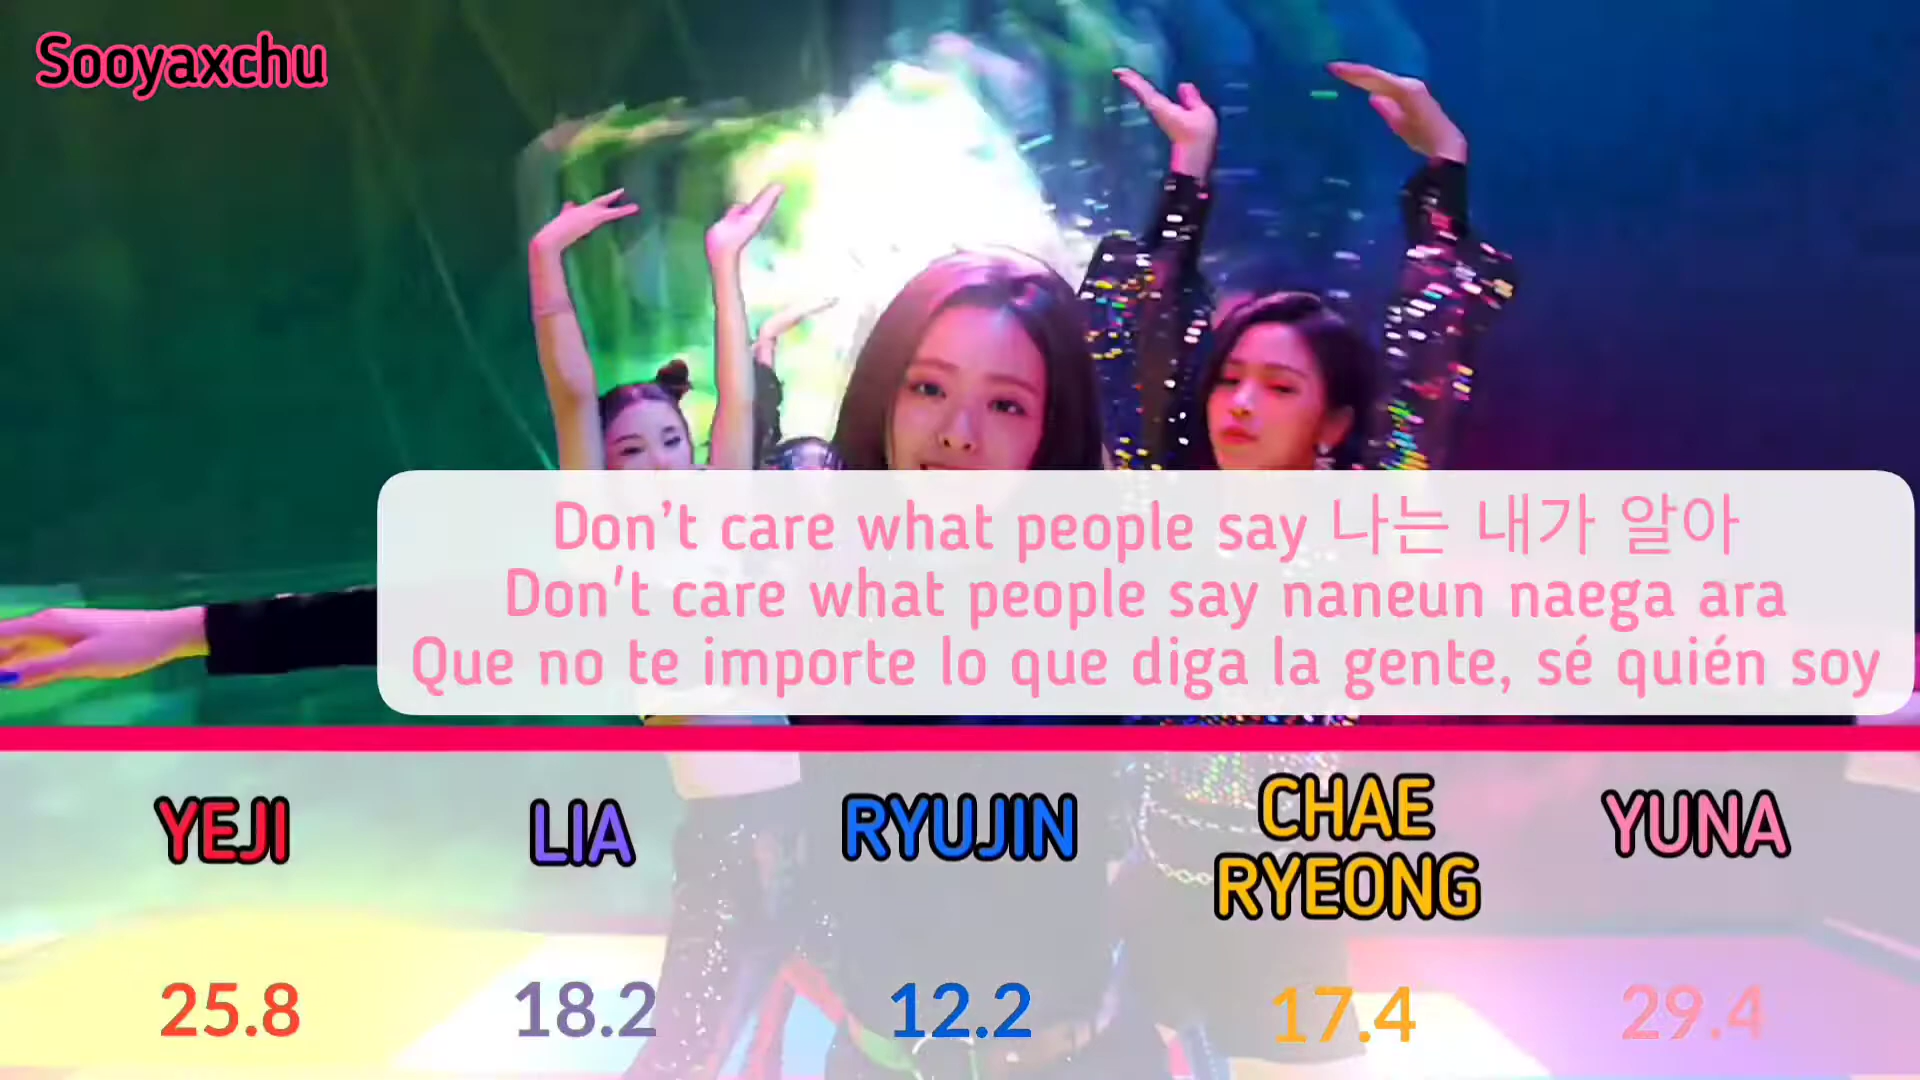 Sooyaxchu
Don’t care what people say 나는 내가 알아
Don't care what people say naneun naega ara
Que no te importe lo que diga la gente, sé quién soy
YEJI
LIA
RYUJIN
CHAE
RYEONG
YUNA
25.8
18.2
12.2
17.4
29.4